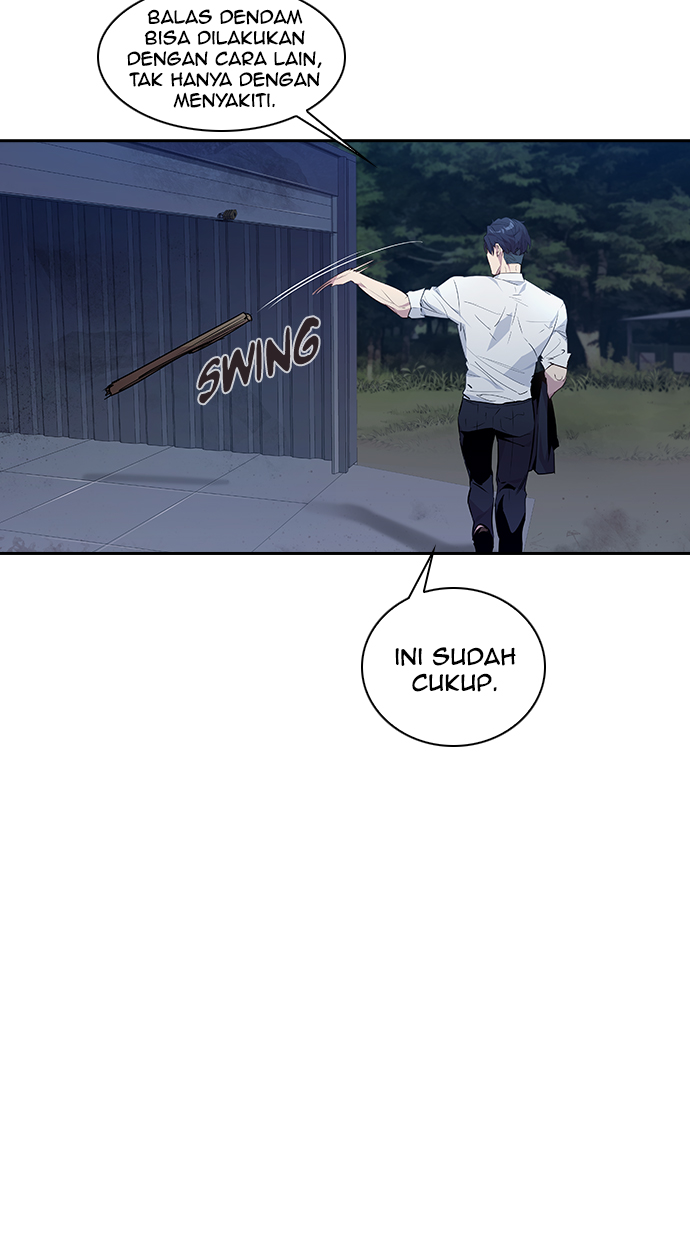 BALAS DENDAM
BISA DILAKUKAN
DENGAN CARA LAIN,
TAK HANYA DENGAN
MENYAKITI.
SWING
INI SUDAH
CUKUP.